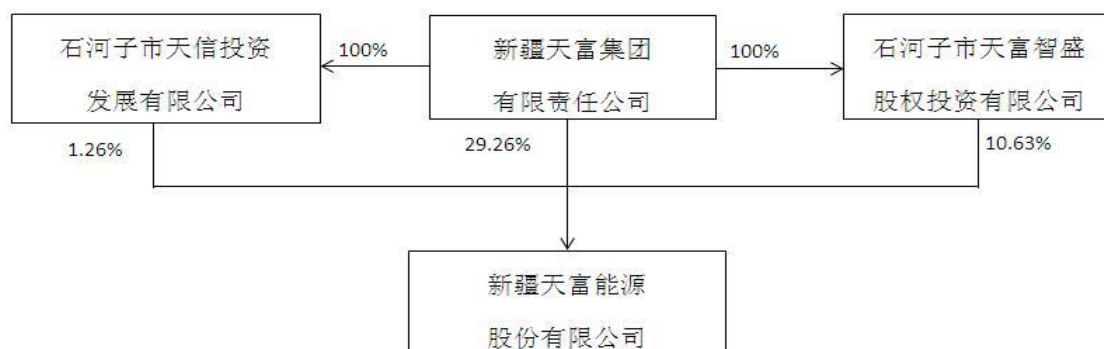 石河子市天信投资
发展有限公司
100%
新疆天富集团
有限责任公司
100%
石河子市天富智盛
股权投资有限公司
1.26%
29.26%
10.63%
新疆天富能源
股份有限公司